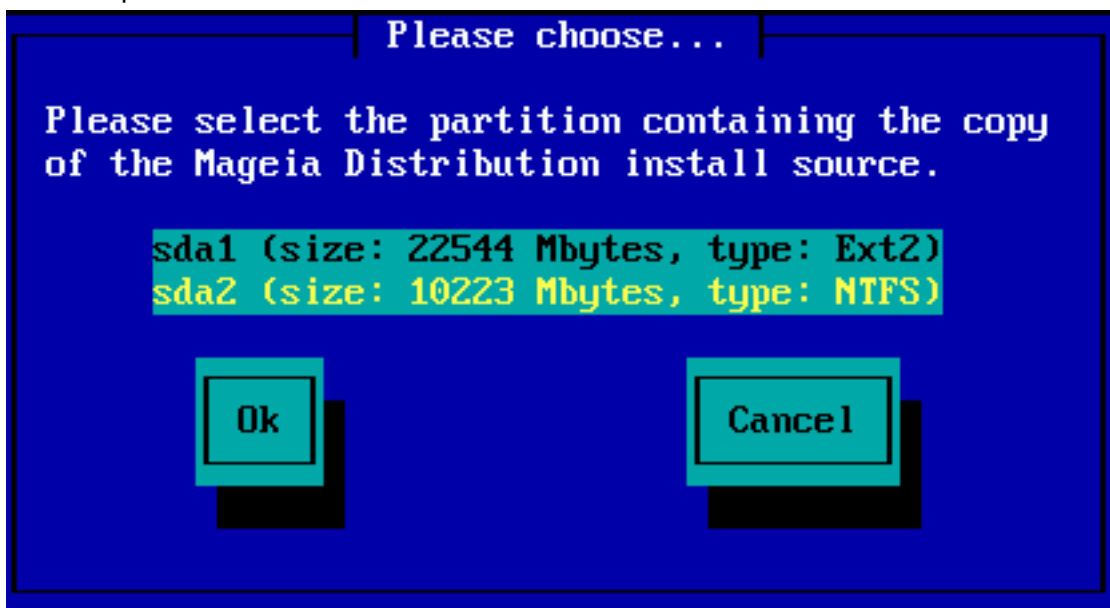 Please choose...
Please select the partition containing the copy
of the Mageia Distribution install source.
sda1 (size: 22544 Mbytes, type: Ext2)
sda2 (size: 10223 Mbytes, type: NTFS)
Ok
Cancel